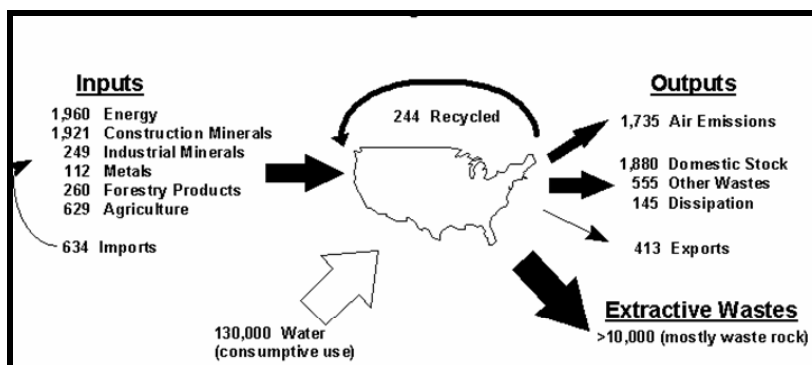 Inputs
1,960 Energy
1,921 Construction Minerals
249 Industrial Minerals
112 Metals
260 Forestry Products
629 Agriculture
634 Imports
244 Recycled
130,000 Water
(consumptive use)
Outputs
1,735 Air Emissions
1,880 Domestic Stock
555 Other Wastes
145 Dissipation
413 Exports
Extractive Wastes
>10,000 (mostly waste rock)